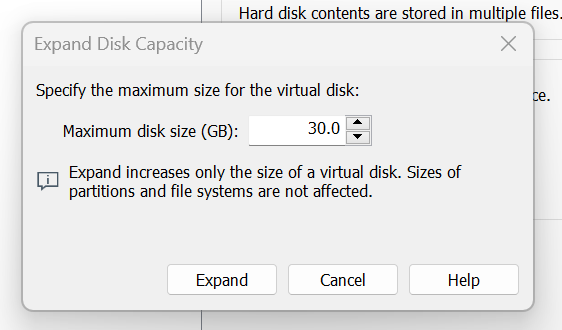 Hard disk contents are stored in multiple files.
Expand Disk Capacity
Specify the maximum size for the virtual disk:
ce.
Maximum disk size (GB): 30.0
Expand increases only the size of a virtual disk. Sizes of
partitions and file systems are not affected.
Expand Cancel Help